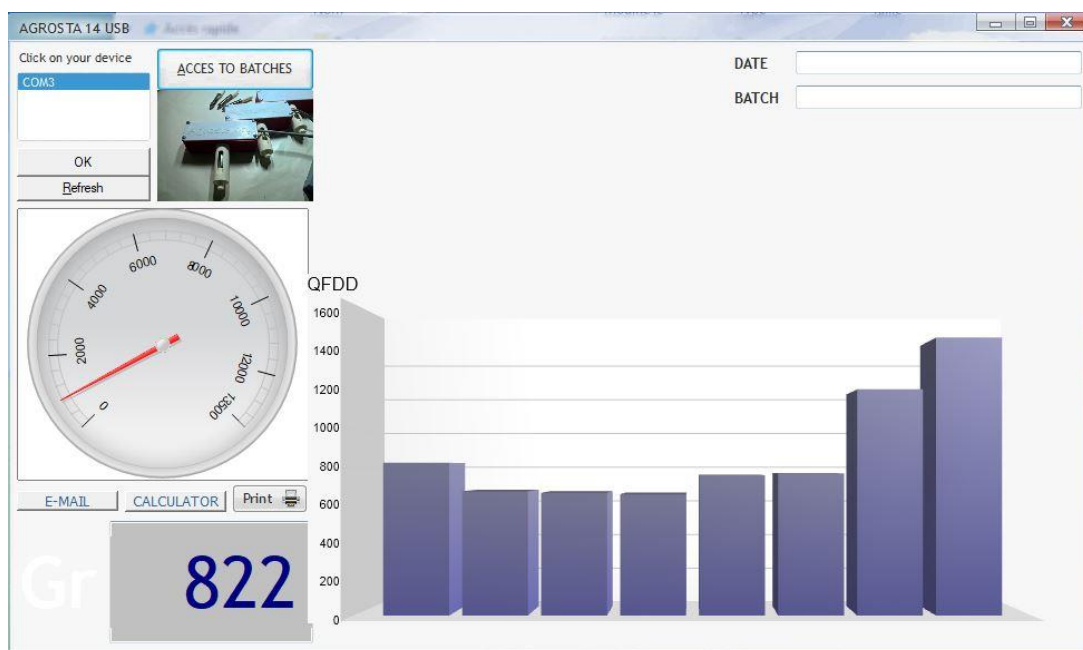 AGROSTA 14 USB
Click on your device
COM3
ACCES TO BATCHES
OK
Refresh
DATE
BATCH
0
2000
4000
6000
8000
10000
12000
13500
E-MAIL
CALCULATOR
Print
Gr
822
QFDD
1600
1400
1200
1000
800
600
400
200
0